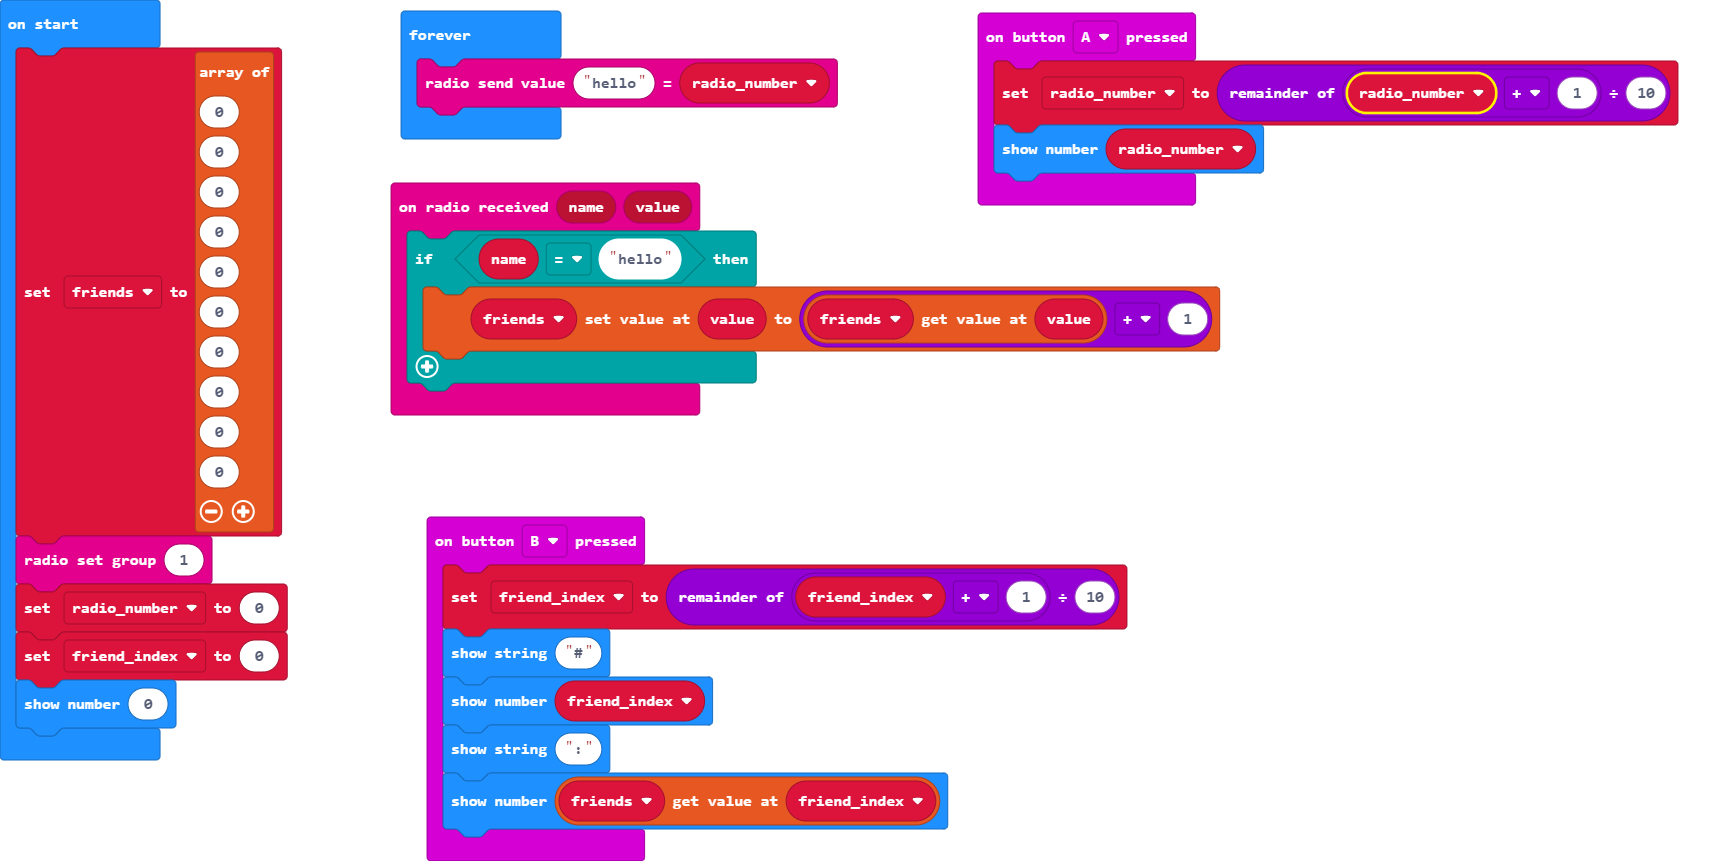 on start
set friends to array of
0
0
0
0
0
0
0
0
0
0
radio set group 1
set radio_number to 0
set friend_index to 0
show number 0
forever
radio send value "hello" = radio_number
on radio received name value
if name = "hello" then
friends set value at value to friends get value at value + 1
on button A pressed
set radio_number to remainder of radio_number + 1 ÷ 10
show number radio_number
on button B pressed
set friend_index to remainder of friend_index + 1 ÷ 10
show string "#"
show number friend_index
show string ":"
show number friends get value at friend_index